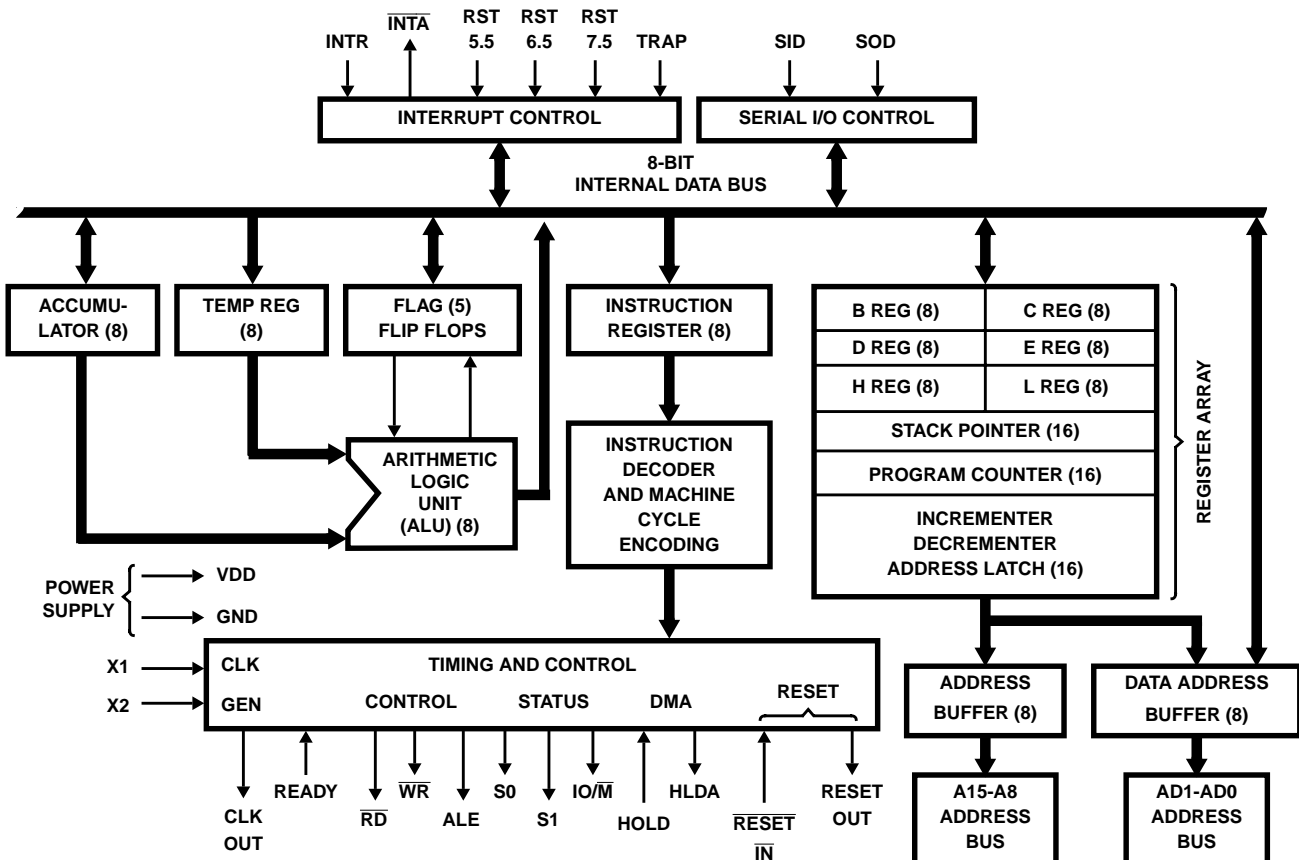 INTR
INTA
RST
5.5
RST
6.5
RST
7.5
TRAP
SID
SOD
INTERRUPT CONTROL
SERIAL I/O CONTROL
8-BIT
INTERNAL DATA BUS
ACCUMU-
LATOR (8)
TEMP REG
(8)
FLAG (5)
FLIP FLOPS
INSTRUCTION
REGISTER (8)
B REG (8)
C REG (8)
D REG (8)
E REG (8)
H REG (8)
L REG (8)
STACK POINTER (16)
PROGRAM COUNTER (16)
INCREMENTER
DECREMENTER
ADDRESS LATCH (16)
REGISTER ARRAY
ARITHMETIC
LOGIC
UNIT
(ALU) (8)
INSTRUCTION
DECODER
AND MACHINE
CYCLE
ENCODING
POWER
SUPPLY
VDD
GND
X1
X2
CLK
GEN
TIMING AND CONTROL
CONTROL
STATUS
DMA
RESET
ADDRESS
BUFFER (8)
DATA ADDRESS
BUFFER (8)
CLK
OUT
READY
RD
WR
ALE
S0
S1
IO/M
HOLD
HLDA
RESET
IN
RESET
OUT
A15-A8
ADDRESS
BUS
AD1-AD0
ADDRESS
BUS